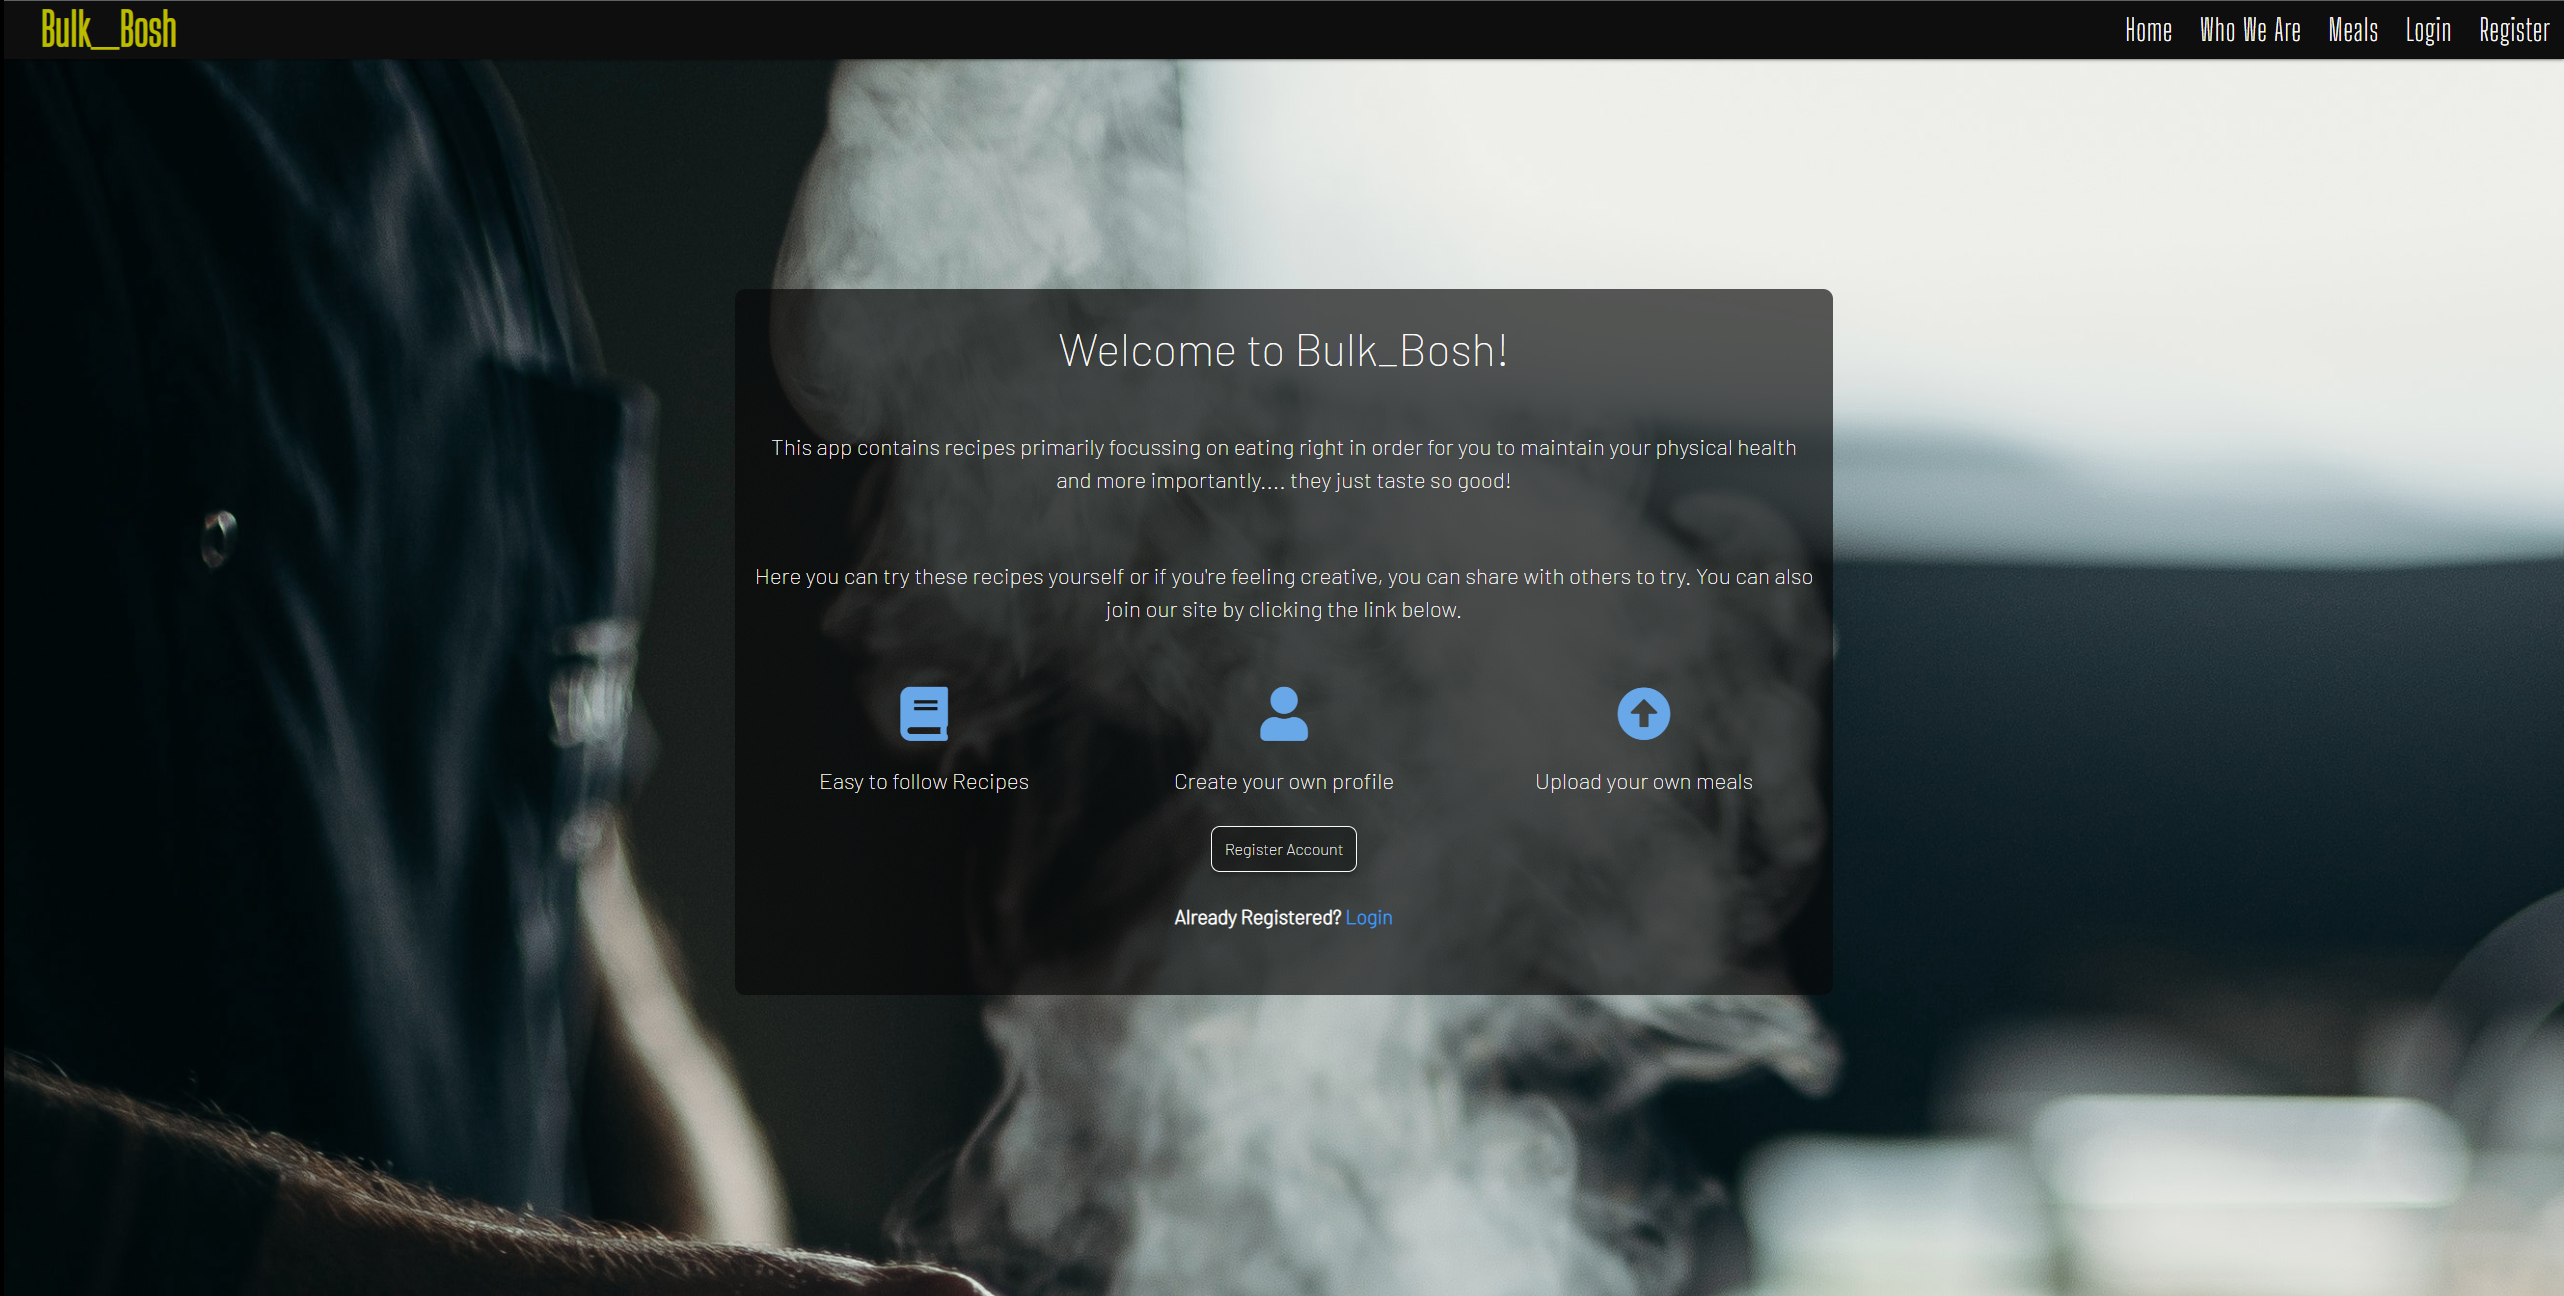 Bulk_Bosh
Home Who We Are Meals Login Register
Welcome to Bulk_Bosh!
This app contains recipes primarily focussing on eating right in order for you to maintain your physical health
and more importantly.... they just taste so good!
Here you can try these recipes yourself or if you're feeling creative, you can share with others to try. You can also
join our site by clicking the link below.
Easy to follow Recipes
Create your own profile
Upload your own meals
Register Account
Already Registered? Login